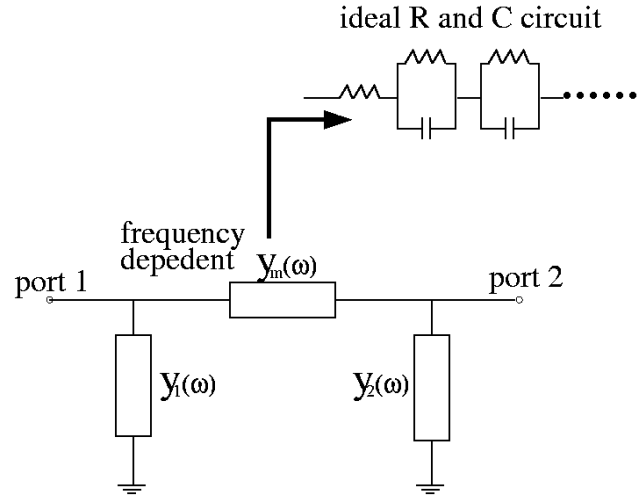 ideal R and C circuit
frequency
depedent
ym(ω)
port 1
port 2
y1(ω)
y2(ω)